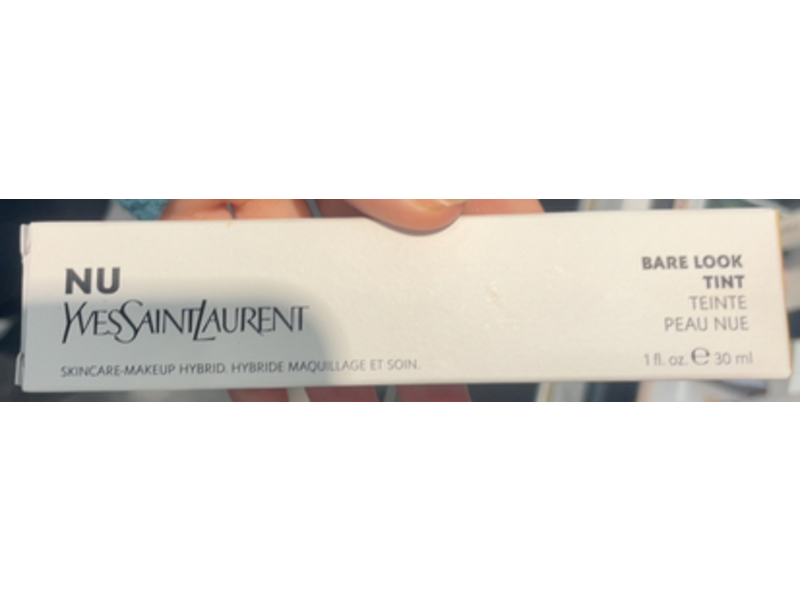 NU
YVESSAINTLAURENT
SKINCARE-MAKEUP HYBRID. HYBRIDE MAQUILLAGE ET SOIN.
BARE LOOK
TINT
TEINTE
PEAU NUE
1 fl. oz. ℮ 30 ml